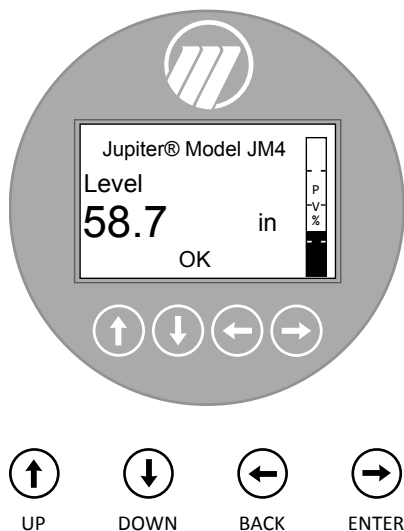 Jupiter® Model JM4
Level
58.7 in
OK
P
V
%
UP DOWN BACK ENTER